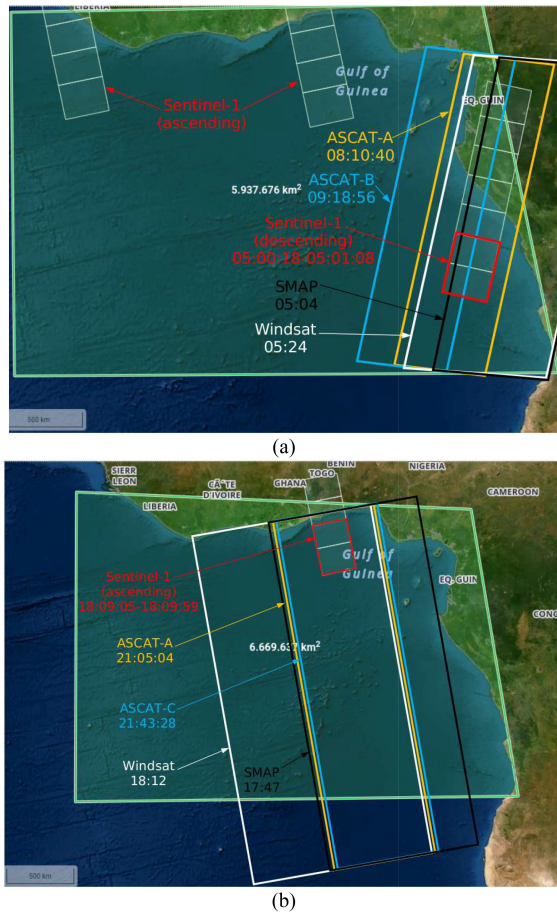 LIBERIA
Gulf of
Guinea
EQ. GUIN
Sentinel-1
(ascending)
ASCAT-A
08:10:40
5.937.676 km²
ASCAT-B
09:18:56
Sentinel-1
(descending)
05:00-18-05:01:08
SMAP
05:04
Windsat
05:24
500 km
(a)
SIERR
LEON
LIBERIA
CÂ´TE
D'IVOIRE
GHANA
TOGO
BENIN
NIGERIA
CAMEROON
Gulf of
Guinea
EQ. GUIN
CONG
Sentinel-1
(ascending)
18:09:05-18:09:59
ASCAT-A
21:05:04
6.669.637 km²
ASCAT-C
21:43:28
Windsat
18:12
SMAP
17:47
500 km
(b)